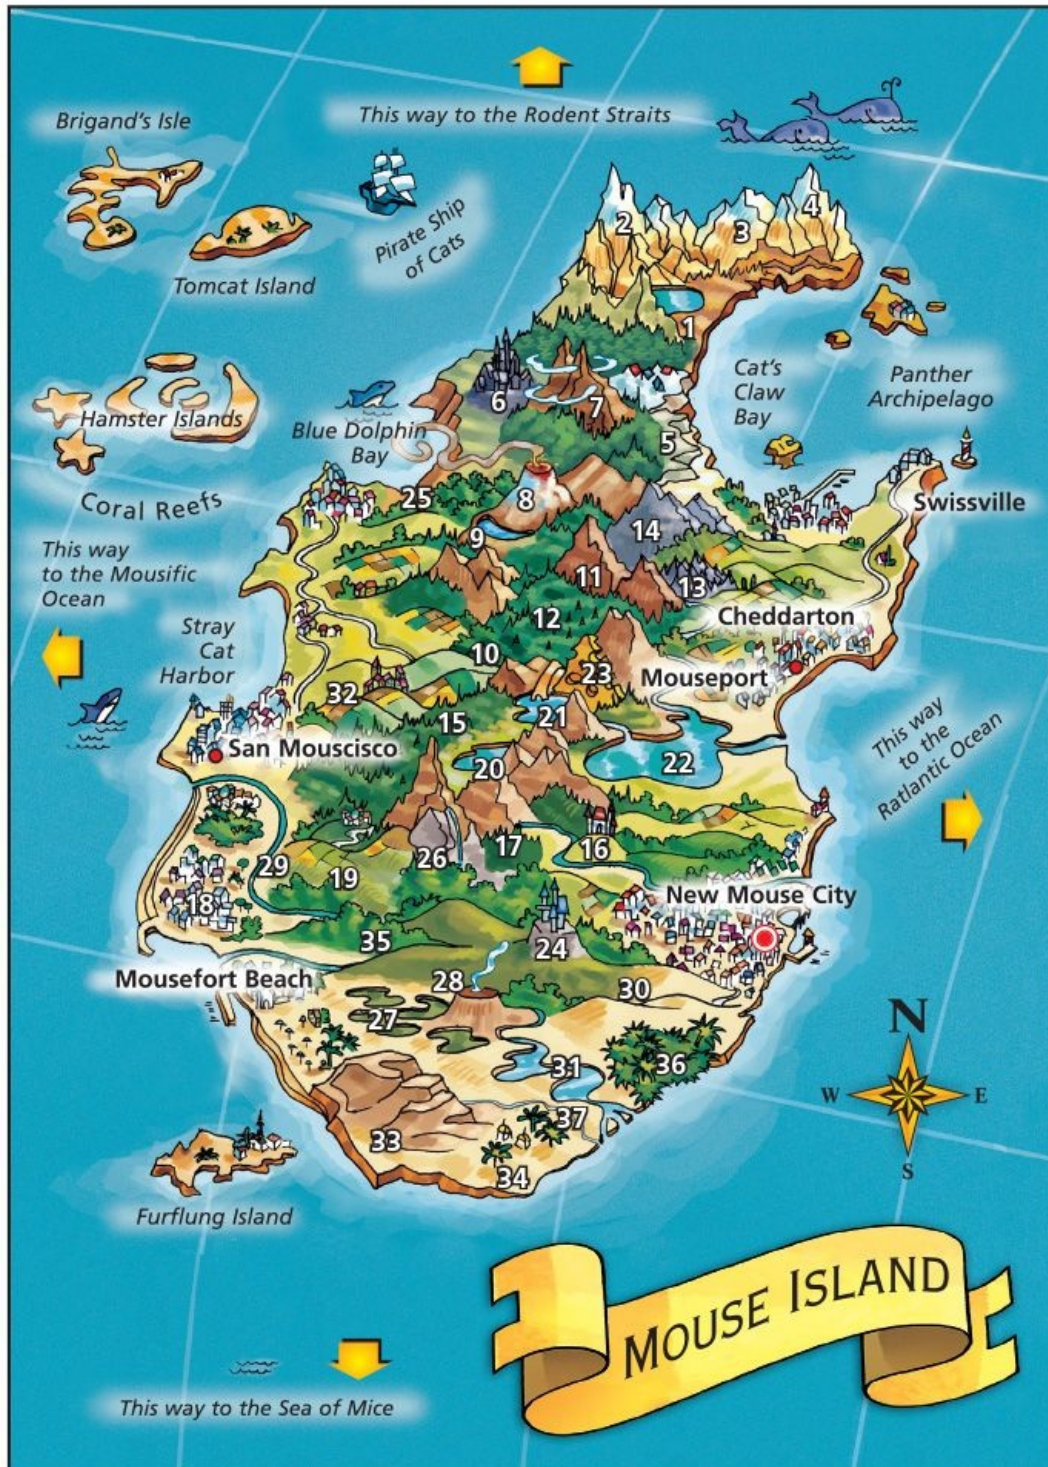 This way to the Rodent Straits
Brigand's Isle
Tomcat Island
Pirate Ship
of Cats
2
3
4
1
Cat's
Claw
Bay
Panther
Archipelago
Hamster Islands
Blue Dolphin
Bay
6
7
5
Coral Reefs
25
8
14
Swissville
This way
to the Mousific
Ocean
9
11
13
12
Cheddarton
Stray
Cat
Harbor
10
23
Mouseport
32
15
21
San Mouscisco
20
22
This way
to the
Ratlantic Ocean
29
19
26
17
16
18
New Mouse City
35
24
Mousefort Beach
28
30
27
31
36
N
W
E
S
33
37
34
Furflung Island
MOUSE ISLAND
This way to the Sea of Mice